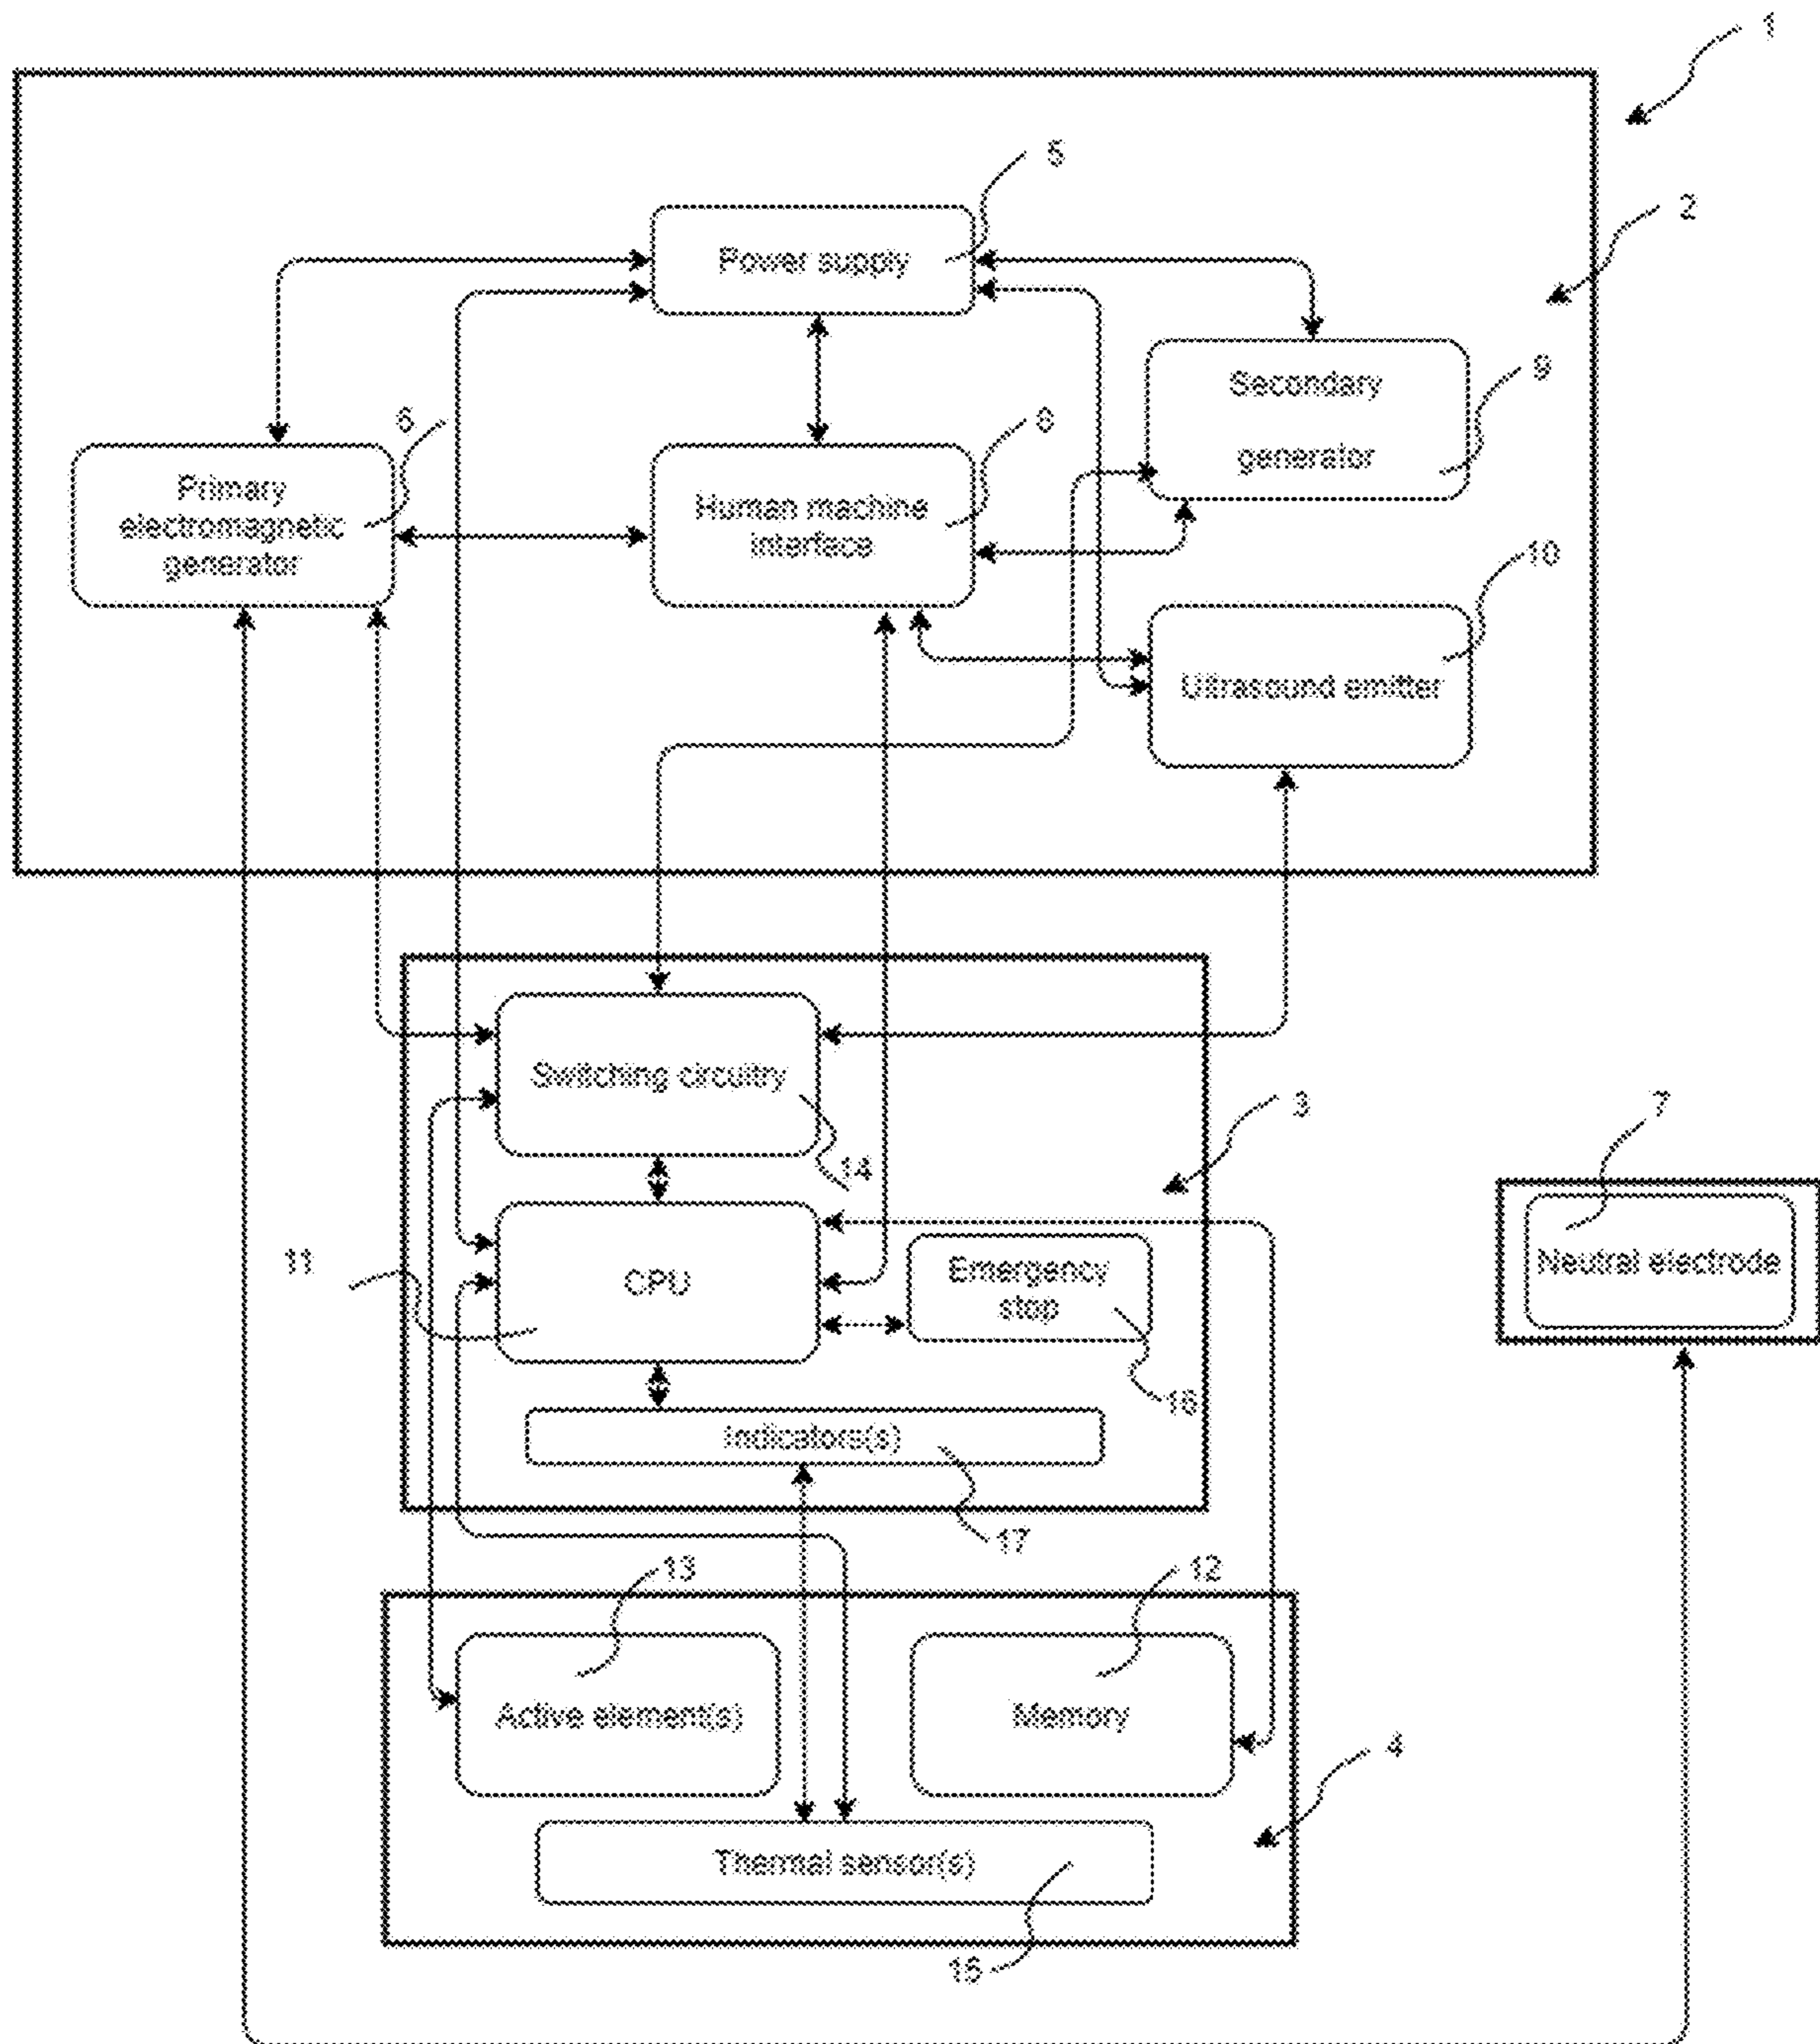 1
5
2
Power supply
Secondary
generator
9
6
8
Primary
electromagnetic
generator
Human machine
interface
10
Ultrasound emitter
Switching circuitry
14
3
7
Neutral electrode
11
CPU
Emergency
stop
16
Indicators(s)
17
13
12
Active element(s)
Memory
4
Thermal sensor(s)
15